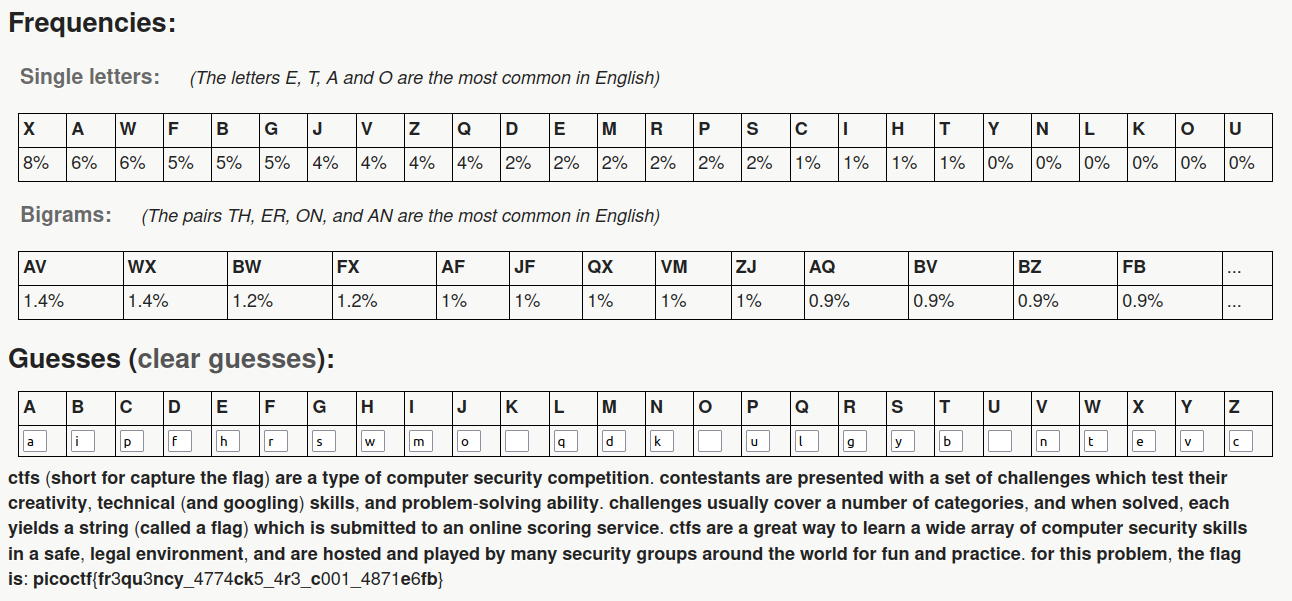 Frequencies:
Single letters: (The letters E, T, A and O are the most common in English)
X A W F B G J V Z Q D E M R P S C I H T Y N L K O U
8% 6% 6% 5% 5% 5% 4% 4% 4% 4% 2% 2% 2% 2% 2% 2% 1% 1% 1% 1% 0% 0% 0% 0% 0% 0%
Bigrams: (The pairs TH, ER, ON, and AN are the most common in English)
AV WX BW FX AF JF QX VM ZJ AQ BV BZ FB ...
1.4% 1.4% 1.2% 1.2% 1% 1% 1% 1% 1% 0.9% 0.9% 0.9% 0.9% ...
Guesses (clear guesses):
A B C D E F G H I J K L M N O P Q R S T U V W X Y Z
a i p f h r s w m o q d k u l g y b n t e v c
ctfs (short for capture the flag) are a type of computer security competition. contestants are presented with a set of challenges which test their
creativity, technical (and googling) skills, and problem-solving ability. challenges usually cover a number of categories, and when solved, each
yields a string (called a flag) which is submitted to an online scoring service. ctfs are a great way to learn a wide array of computer security skills
in a safe, legal environment, and are hosted and played by many security groups around the world for fun and practice. for this problem, the flag
is: picoctf{fr3qu3ncy_4774ck5_4r3_c001_4871e6fb}